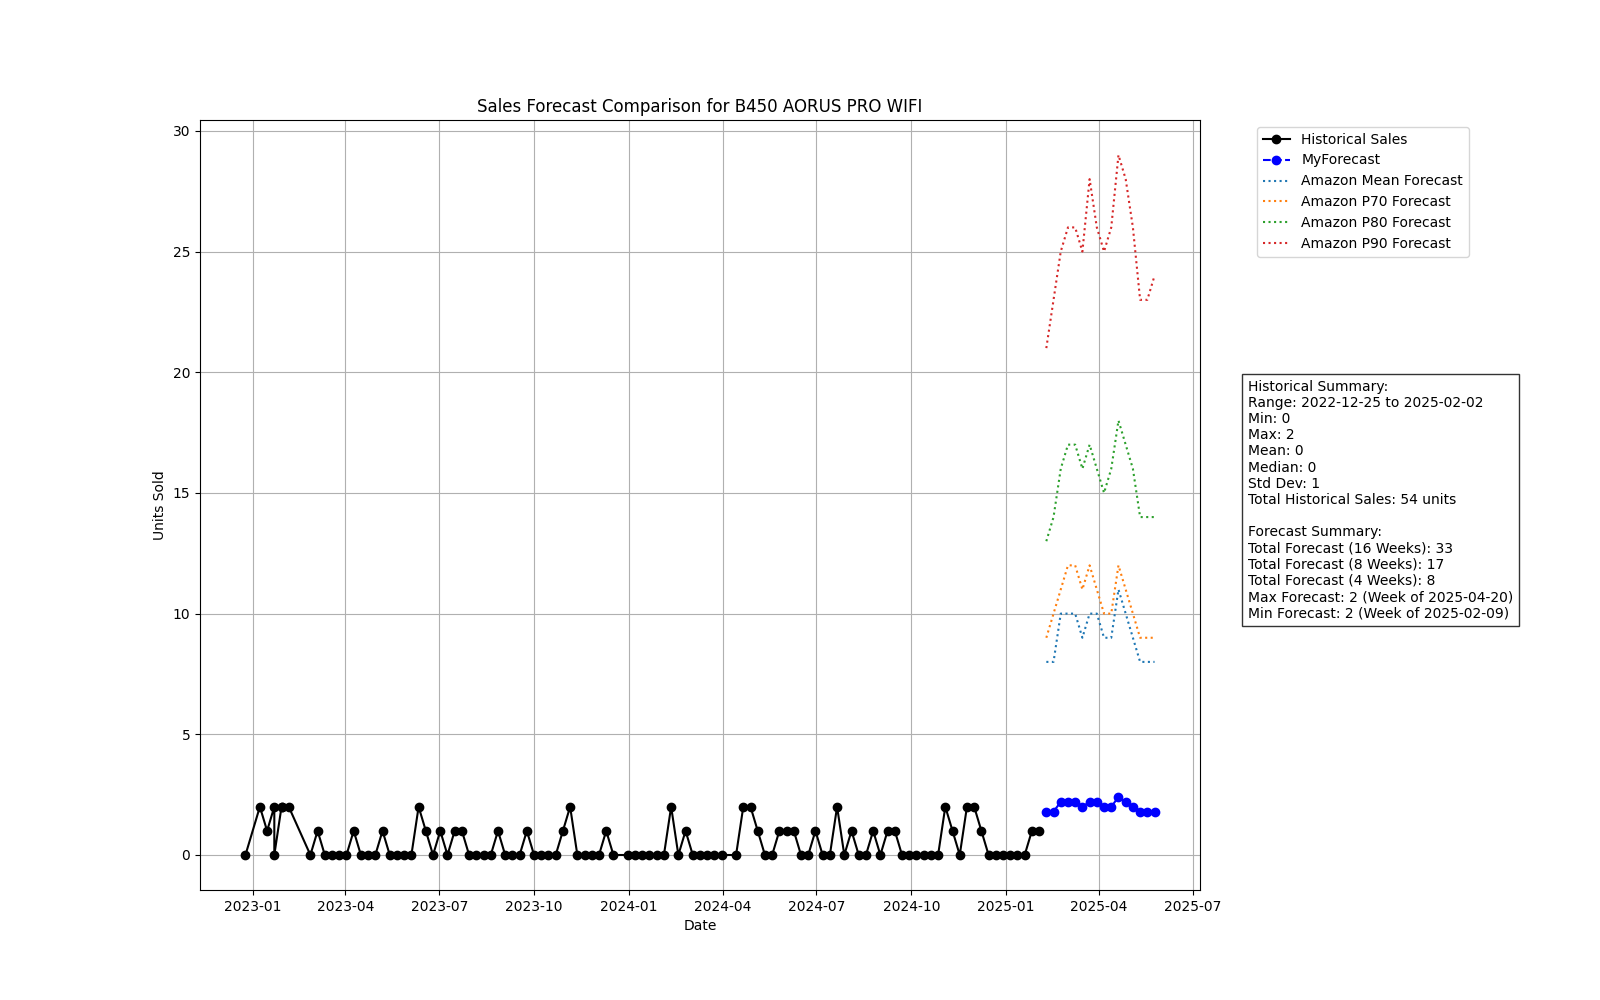 Sales Forecast Comparison for B450 AORUS PRO WIFI
30
25
20
15
10
5
0
Units Sold
2023-01
2023-04
2023-07
2023-10
2024-01
2024-04
2024-07
2024-10
2025-01
2025-04
2025-07
Date
Historical Sales
MyForecast
Amazon Mean Forecast
Amazon P70 Forecast
Amazon P80 Forecast
Amazon P90 Forecast
Historical Summary:
Range: 2022-12-25 to 2025-02-02
Min: 0
Max: 2
Mean: 0
Median: 0
Std Dev: 1
Total Historical Sales: 54 units
Forecast Summary:
Total Forecast (16 Weeks): 33
Total Forecast (8 Weeks): 17
Total Forecast (4 Weeks): 8
Max Forecast: 2 (Week of 2025-04-20)
Min Forecast: 2 (Week of 2025-02-09)